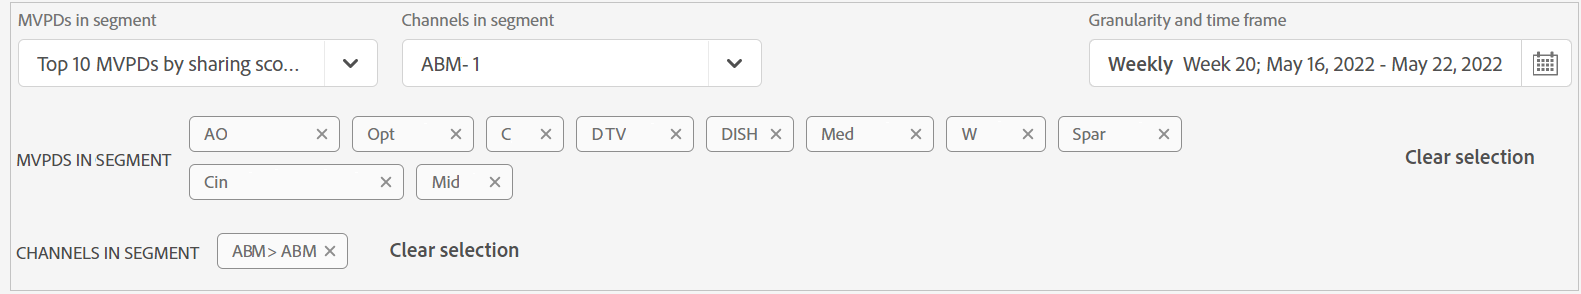 MVPDs in segment Channels in segment Granularity and time frame
Top 10 MVPDs by sharing sco... ABM- 1 Weekly Week 20; May 16, 2022 - May 22, 2022
AO × Opt × C × DTV × DISH × Med × W × Spar ×
MVPDS IN SEGMENT Clear selection
Cin × Mid ×
CHANNELS IN SEGMENT ABM> ABM × Clear selection